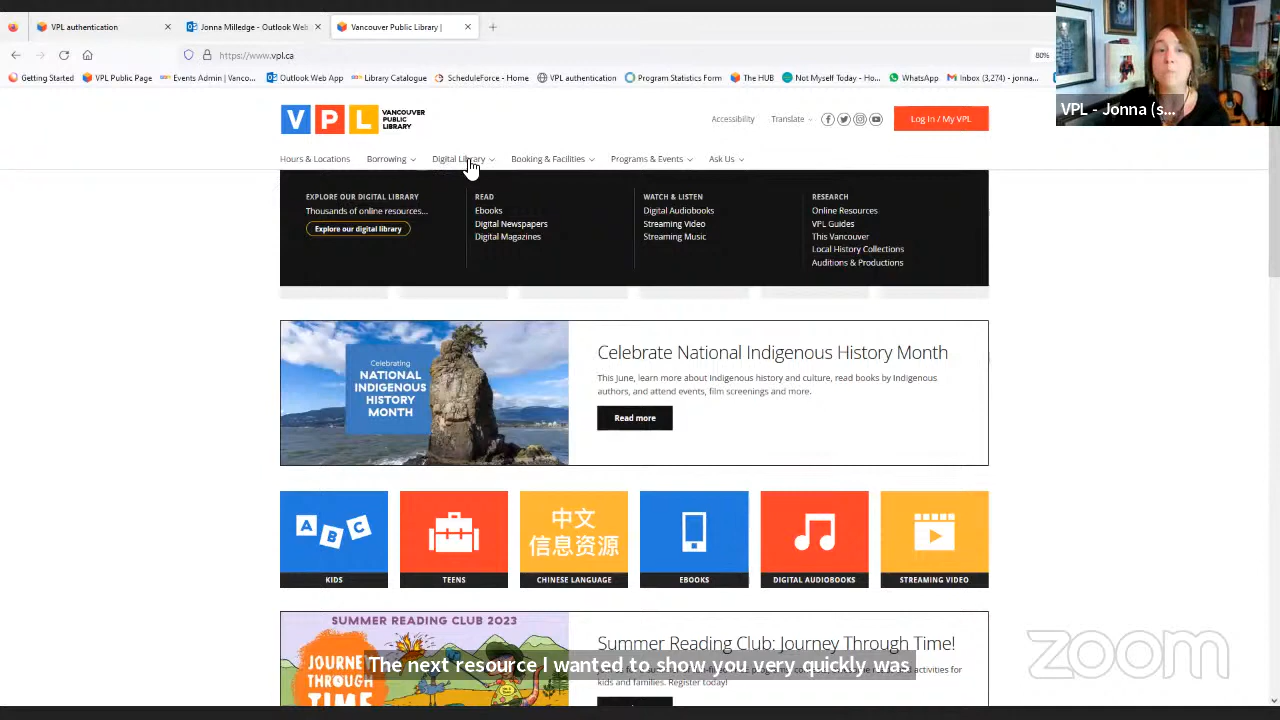 VPL authentication
Jonna Milledge - Outlook Web
Vancouver Public Library |
https://www.vpl.ca
80%
Getting Started
VPL Public Page
Events Admin | Vanco...
Outlook Web App
Library Catalogue
ScheduleForce - Home
VPL authentication
Program Statistics Form
The HUB
Not Myself Today - Ho...
WhatsApp
Inbox (3,274) - jonna...
VPL - Jonna (s...
VPL
VANCOUVER
PUBLIC
LIBRARY
Accessibility
Translate
Log In / My VPL
Hours & Locations
Borrowing
Digital Library
Booking & Facilities
Programs & Events
Ask Us
EXPLORE OUR DIGITAL LIBRARY
Thousands of online resources...
Explore our digital library
READ
Ebooks
Digital Newspapers
Digital Magazines
WATCH & LISTEN
Digital Audiobooks
Streaming Video
Streaming Music
RESEARCH
Online Resources
VPL Guides
This Vancouver
Local History Collections
Auditions & Productions
Celebrating
NATIONAL
INDIGENOUS
HISTORY
MONTH
Celebrate National Indigenous History Month
This June, learn more about Indigenous history and culture, read books by Indigenous
authors, and attend events, film screenings and more.
Read more
A B C
KIDS
TEENS
中文
信息资源
CHINESE LANGUAGE
EBOOKS
DIGITAL AUDIOBOOKS
STREAMING VIDEO
SUMMER READING CLUB 2023
JOURNE
THROUGH
TIME
Summer Reading Club: Journey Through Time!
activities for
kids and families. Register today!
The next resource I wanted to show you very quickly was
zoom